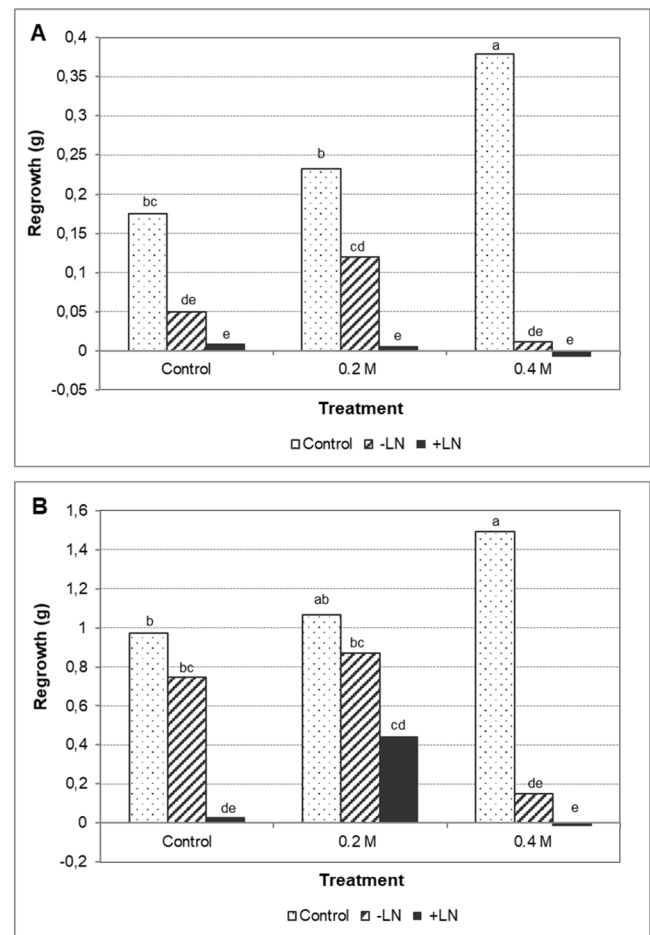 A
0,4
a
0,35
0,3
Regrowth (g)
0,25
b
0,2
bc
0,15
cd
0,1
de
0,05
e
e
de
e
0
-0,05
Control
0.2 M
0.4 M
Treatment
Control -LN +LN
B
1,6
a
1,4
1,2
ab
Regrowth (g)
1
b
bc
0,8
bc
0,6
cd
0,4
0,2
de
de
e
0
-0,2
Control
0.2 M
0.4 M
Treatment
Control -LN +LN